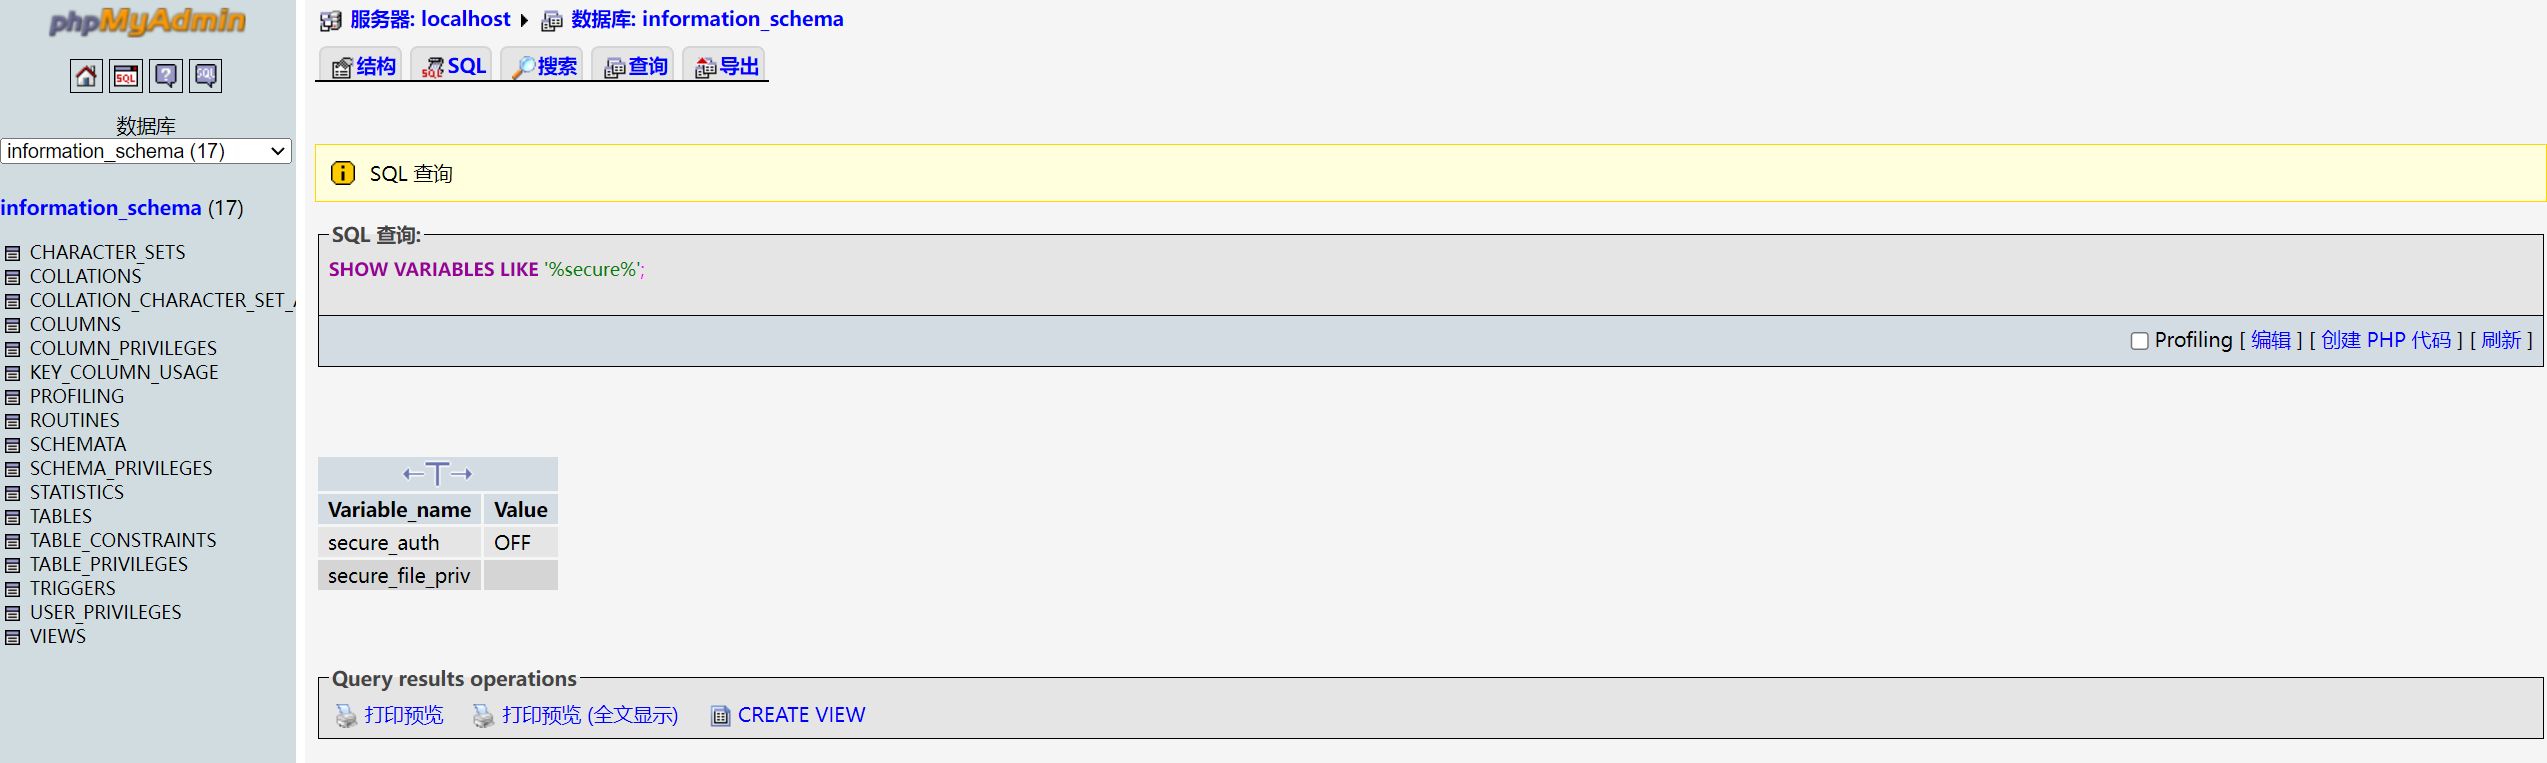 phpMyAdmin
SQL
SQL
数据库
information_schema (17)
information_schema (17)
CHARACTER_SETS
COLLATIONS
COLLATION_CHARACTER_SET_
COLUMNS
COLUMN_PRIVILEGES
KEY_COLUMN_USAGE
PROFILING
ROUTINES
SCHEMATA
SCHEMA_PRIVILEGES
STATISTICS
TABLES
TABLE_CONSTRAINTS
TABLE_PRIVILEGES
TRIGGERS
USER_PRIVILEGES
VIEWS
服务器: localhost 数据库: information_schema
结构 SQL 搜索 查询 导出
SQL 查询
SQL 查询:
SHOW VARIABLES LIKE '%secure%';
Profiling [ 编辑 ] [ 创建 PHP 代码 ] [ 刷新 ]
←T→
Variable_name Value
secure_auth OFF
secure_file_priv
Query results operations
打印预览 打印预览 (全文显示) CREATE VIEW